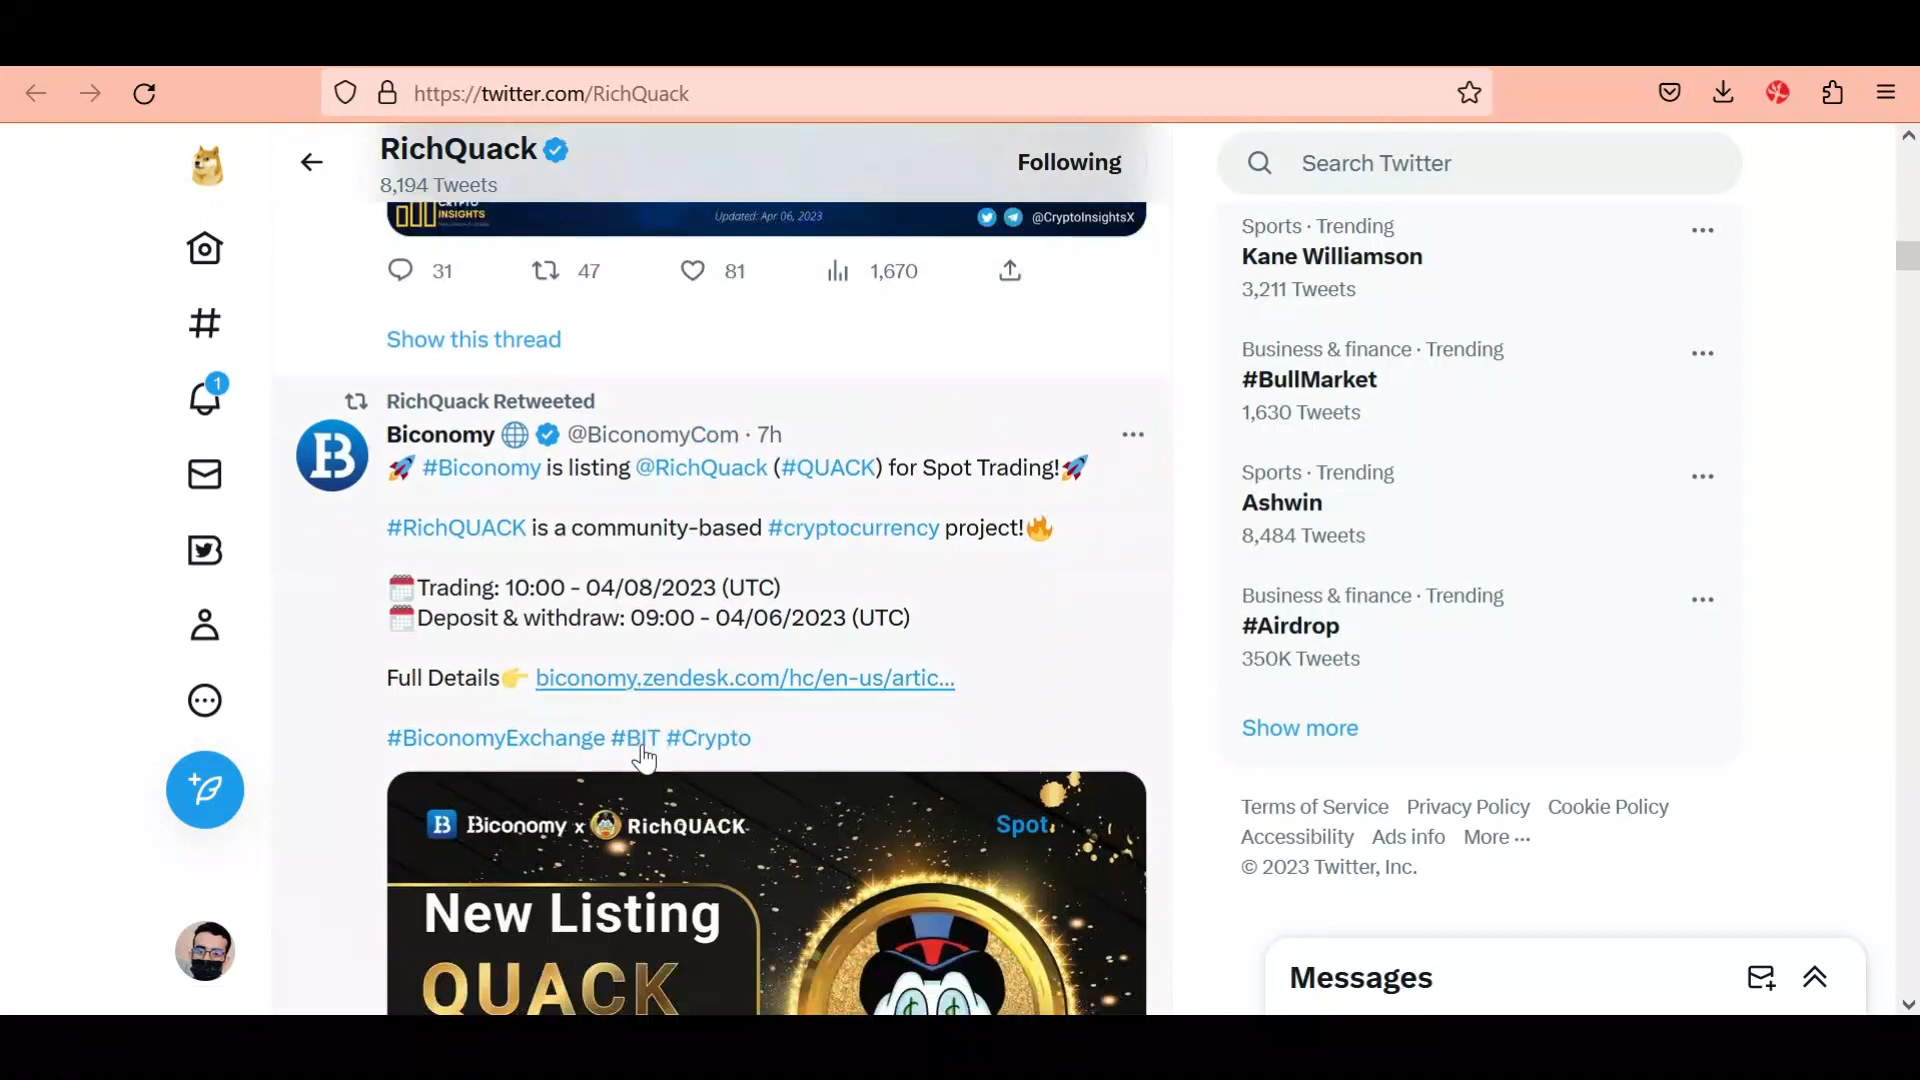 https://twitter.com/RichQuack
RichQuack
8,194 Tweets
Following
INSIGHTS
Updated: Apr 06, 2023
@CryptoInsightsX
31 47 81 1,670
Show this thread
RichQuack Retweeted
Biconomy @BiconomyCom · 7h
🚀 #Biconomy is listing @RichQuack (#QUACK) for Spot Trading!🚀
#RichQUACK is a community-based #cryptocurrency project!🔥
Trading: 10:00 - 04/08/2023 (UTC)
Deposit & withdraw: 09:00 - 04/06/2023 (UTC)
Full Details👉 biconomy.zendesk.com/hc/en-us/artic...
#BiconomyExchange #BIT #Crypto
B Biconomy x RichQUACK
Spot
New Listing
QUACK
1
Search Twitter
Sports · Trending
Kane Williamson
3,211 Tweets
Business & finance · Trending
#BullMarket
1,630 Tweets
Sports · Trending
Ashwin
8,484 Tweets
Business & finance · Trending
#Airdrop
350K Tweets
Show more
Terms of Service Privacy Policy Cookie Policy
Accessibility Ads info More ···
© 2023 Twitter, Inc.
Messages